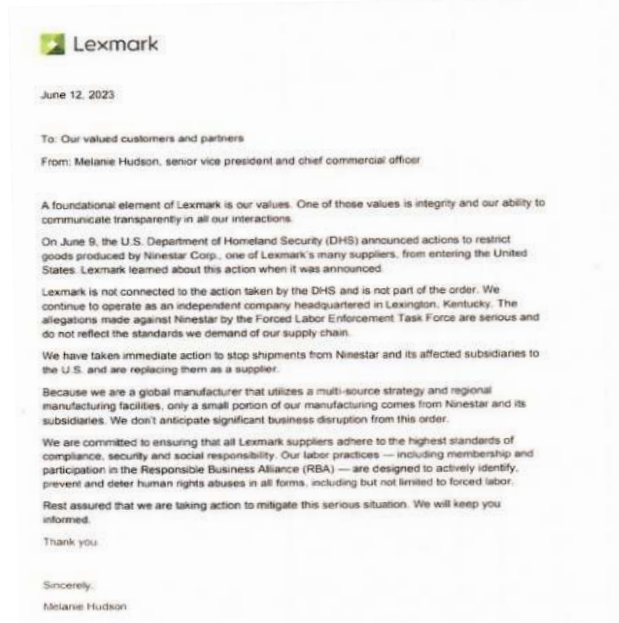 Lexmark
June 12, 2023
To: Our valued customers and partners
From: Melanie Hudson, senior vice president and chief commercial officer
A foundational element of Lexmark is our values. One of those values is integrity and our ability to
communicate transparently in all our interactions.
On June 9, the U.S. Department of Homeland Security (DHS) announced actions to restrict
goods produced by Ninestar Corp., one of Lexmark's many suppliers, from entering the United
States. Lexmark learned about this action when it was announced.
Lexmark is not connected to the action taken by the DHS and is not part of the order. We
continue to operate as an independent company headquartered in Lexington, Kentucky. The
allegations made against Ninestar by the Forced Labor Enforcement Task Force are serious and
do not reflect the standards we demand of our supply chain.
We have taken immediate action to stop shipments from Ninestar and its affected subsidiaries to
the U.S. and are replacing them as a supplier.
Because we are a global manufacturer that utilizes a multi-source strategy and regional
manufacturing facilities, only a small portion of our manufacturing comes from Ninestar and its
subsidiaries. We don't anticipate significant business disruption from this order.
We are committed to ensuring that all Lexmark suppliers adhere to the highest standards of
compliance, security and social responsibility. Our labor practices — including membership and
participation in the Responsible Business Alliance (RBA) — are designed to actively identify,
prevent and deter human rights abuses in all forms, including but not limited to forced labor.
Rest assured that we are taking action to mitigate this serious situation. We will keep you
informed.
Thank you.
Sincerely,
Melanie Hudson